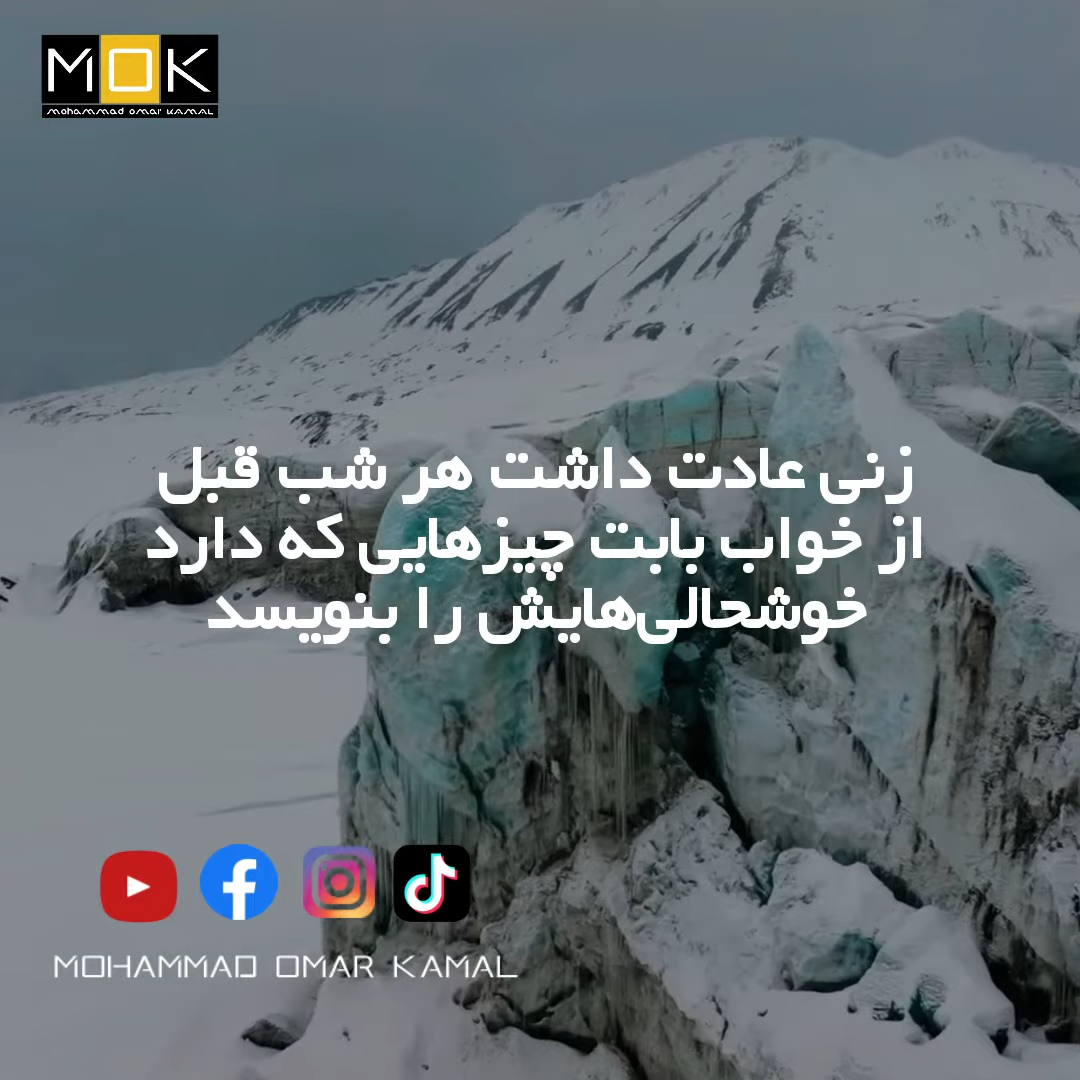 MOK
mohammad omar KAMAL
زنی عادت داشت هر شب قبل
از خواب بابت چیزهایی که دارد
خوشحالی‌هایش را بنویسد
MOHAMMAD OMAR KAMAL